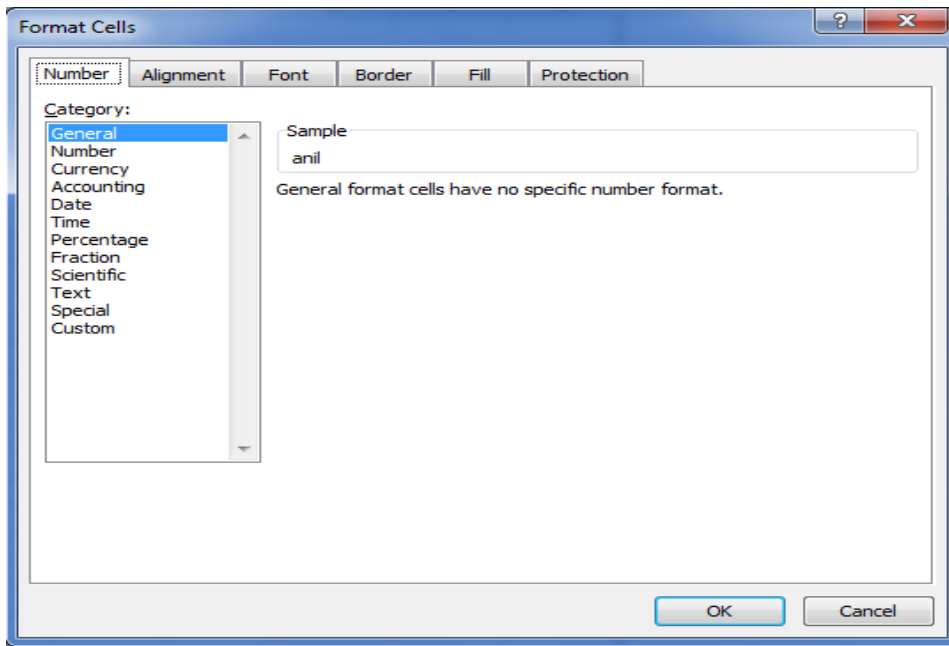 Format Cells
?
Number Alignment Font Border Fill Protection
Category:
General
Number
Currency
Accounting
Date
Time
Percentage
Fraction
Scientific
Text
Special
Custom
Sample
anil
General format cells have no specific number format.
OK Cancel